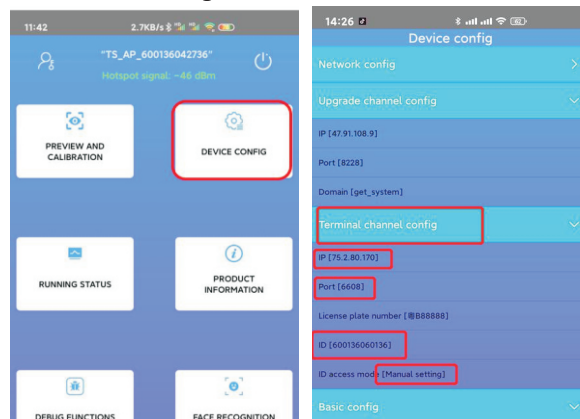 11:42
2.7KB/s
"TS_AP_600136042736"
Hotspot signal: -46 dBm
PREVIEW AND
CALIBRATION
DEVICE CONFIG
RUNNING STATUS
PRODUCT
INFORMATION
DEBUG FUNCTIONS
FACE RECOGNITION
14:26
62
Device config
Network config
Upgrade channel config
IP [47.91.108.9]
Port [8228]
Domain [get_system]
Terminal channel config
IP [75.2.80.170]
Port [6608]
License plate number [粤B88888]
ID [600136060136]
ID access mode [Manual setting]
Basic config